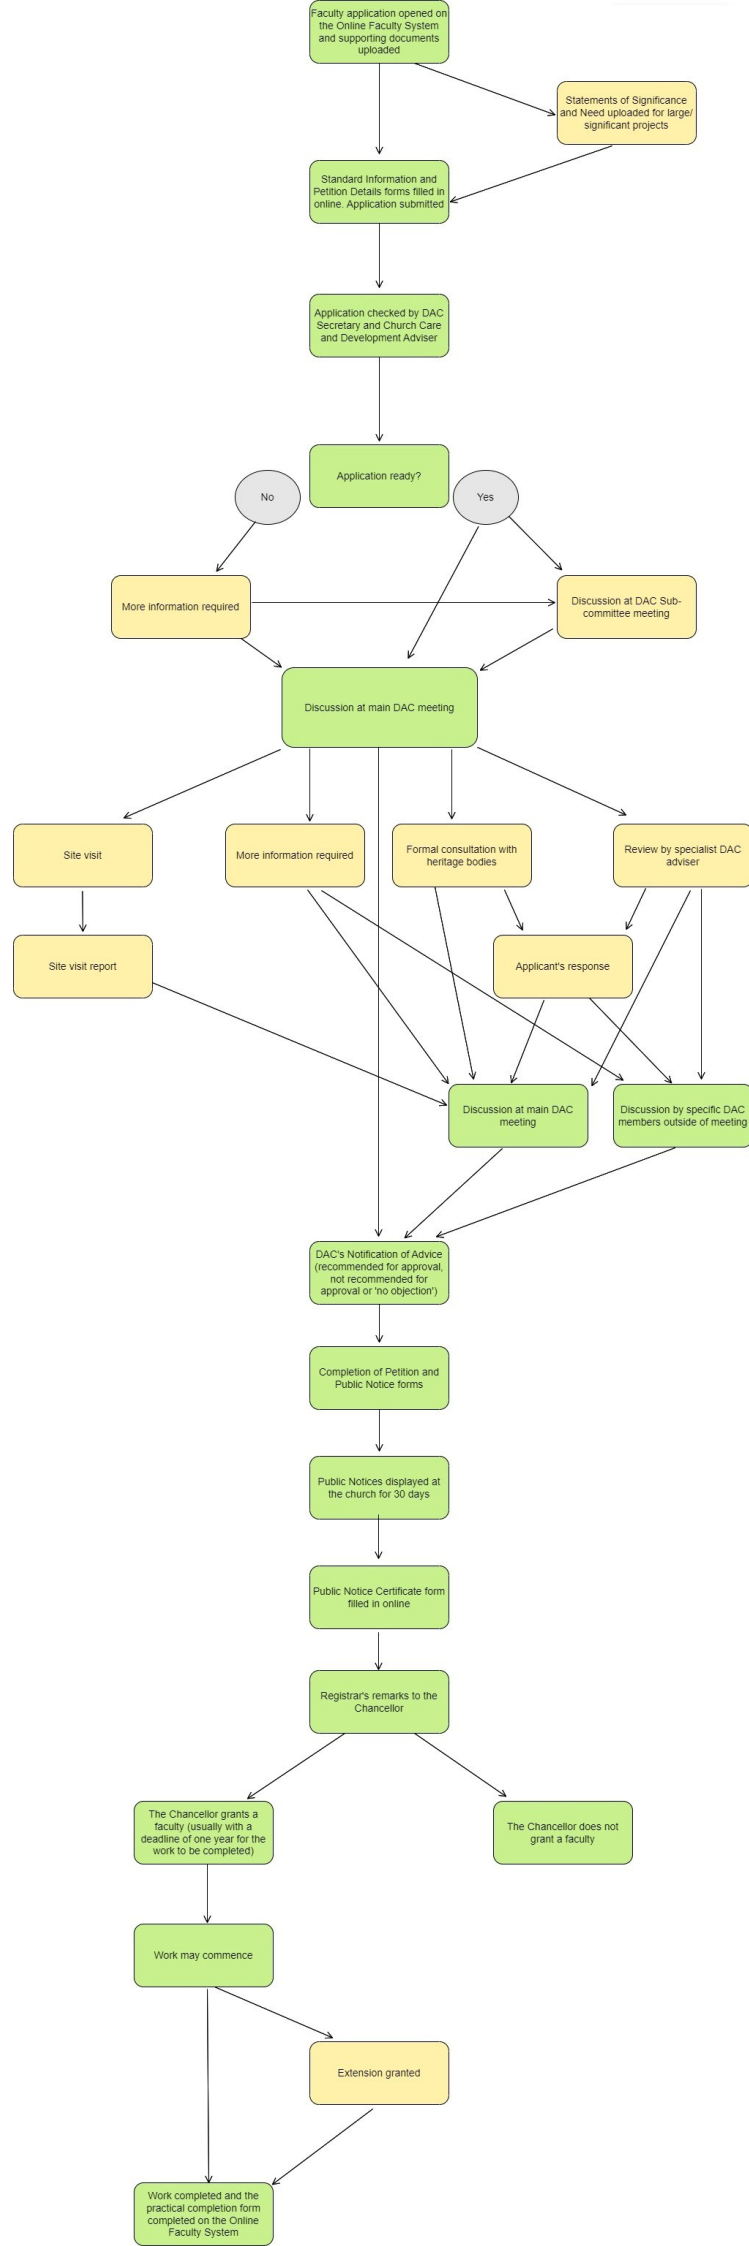 Faculty application opened on
the Online Faculty System
and supporting documents
uploaded
Statements of Significance
and Need uploaded for large/
significant projects
Standard Information and
Petition Details forms filled in
online. Application submitted
Application checked by DAC
Secretary and Church Care
and Development Adviser
Application ready?
No
Yes
More information required
Discussion at DAC Sub-
committee meeting
Discussion at main DAC meeting
Site visit
More information required
Formal consultation with
heritage bodies
Review by specialist DAC
adviser
Site visit report
Applicant's response
Discussion at main DAC
meeting
Discussion by specific DAC
members outside of meeting
DAC's Notification of Advice
(recommended for approval,
not recommended for
approval or 'no objection')
Completion of Petition and
Public Notice forms
Public Notices displayed at
the church for 30 days
Public Notice Certificate form
filled in online
Registrar's remarks to the
Chancellor
The Chancellor grants a
faculty (usually with a
deadline of one year for the
work to be completed)
The Chancellor does not
grant a faculty
Work may commence
Extension granted
Work completed and the
practical completion form
completed on the Online
Faculty System